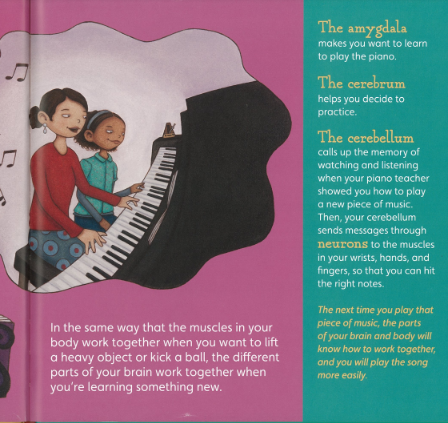 The amygdala
makes you want to learn
to play the piano.
The cerebrum
helps you decide to
practice.
The cerebellum
calls up the memory of
watching and listening
when your piano teacher
showed you how to play
a new piece of music.
Then, your cerebellum
sends messages through
neurons to the muscles
in your wrists, hands, and
fingers, so that you can hit
the right notes.
The next time you play that
piece of music, the parts
of your brain and body will
know how to work together,
and you will play the song
more easily.
In the same way that the muscles in your
body work together when you want to lift
a heavy object or kick a ball, the different
parts of your brain work together when
you're learning something new.